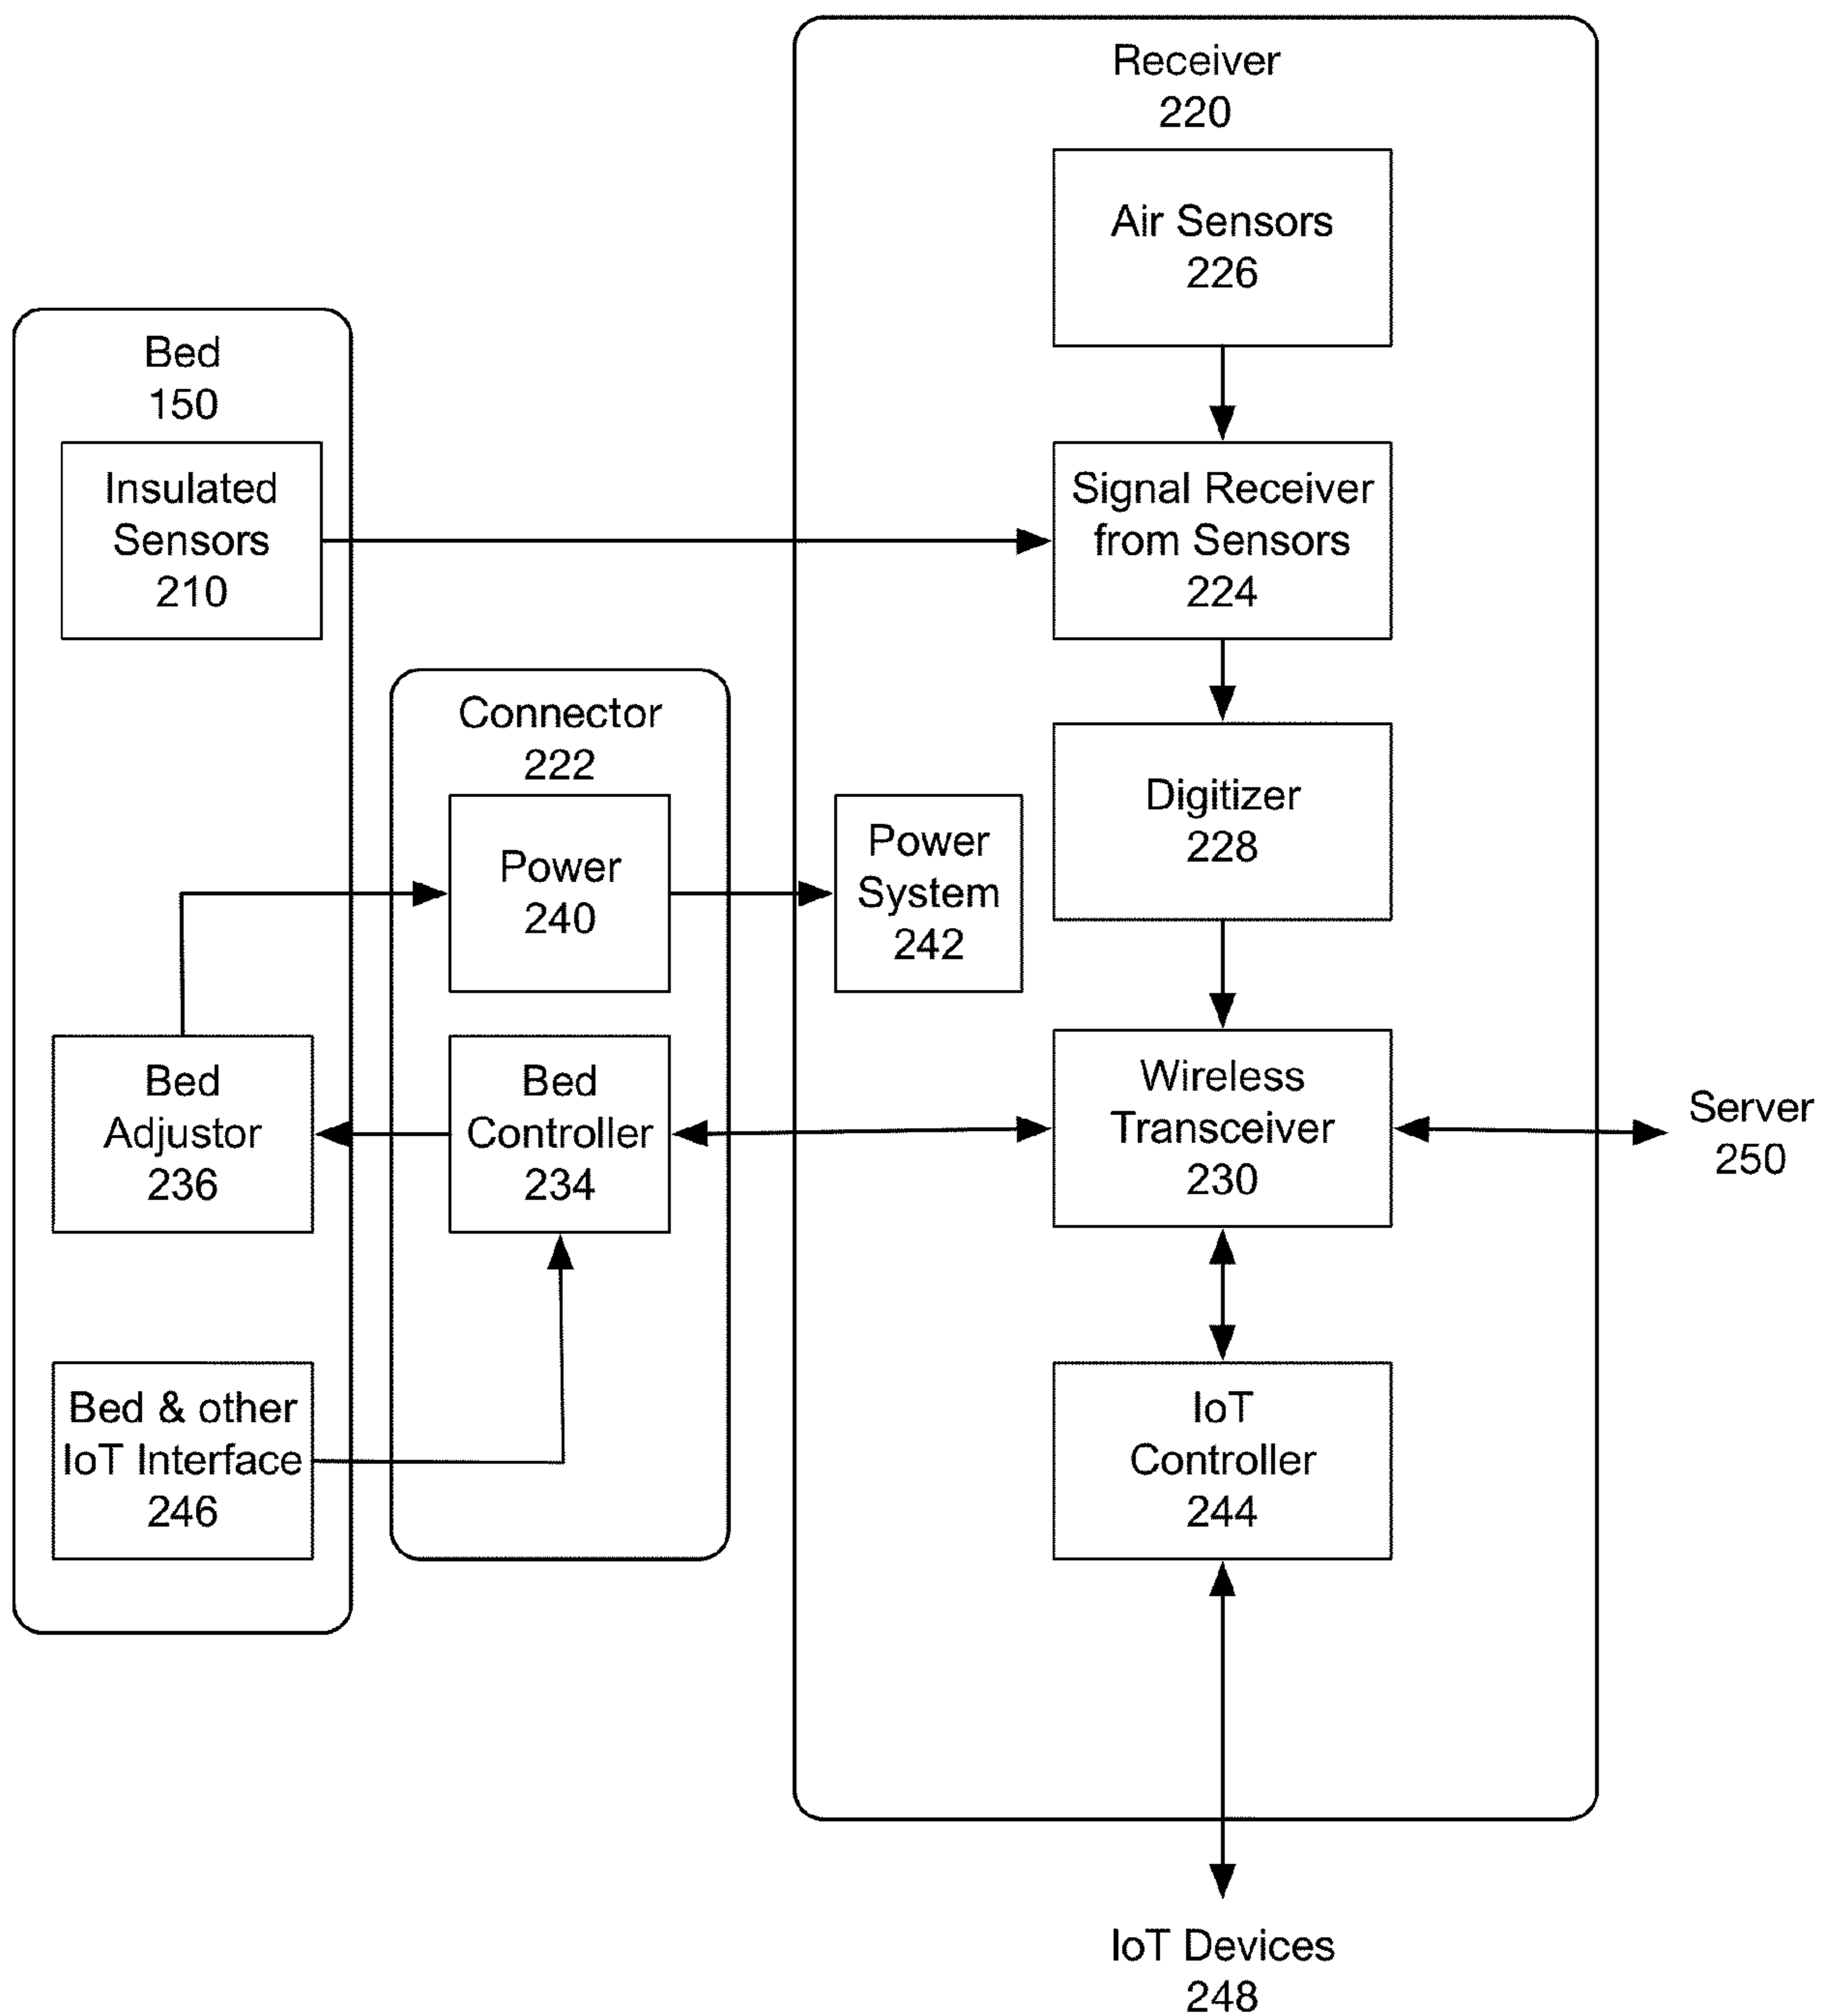 Receiver
220
Air Sensors
226
Bed
150
Insulated
Sensors
210
Signal Receiver
from Sensors
224
Connector
222
Power
240
Power
System
242
Digitizer
228
Bed
Adjustor
236
Bed
Controller
234
Wireless
Transceiver
230
Server
250
Bed & other
IoT Interface
246
IoT
Controller
244
IoT Devices
248